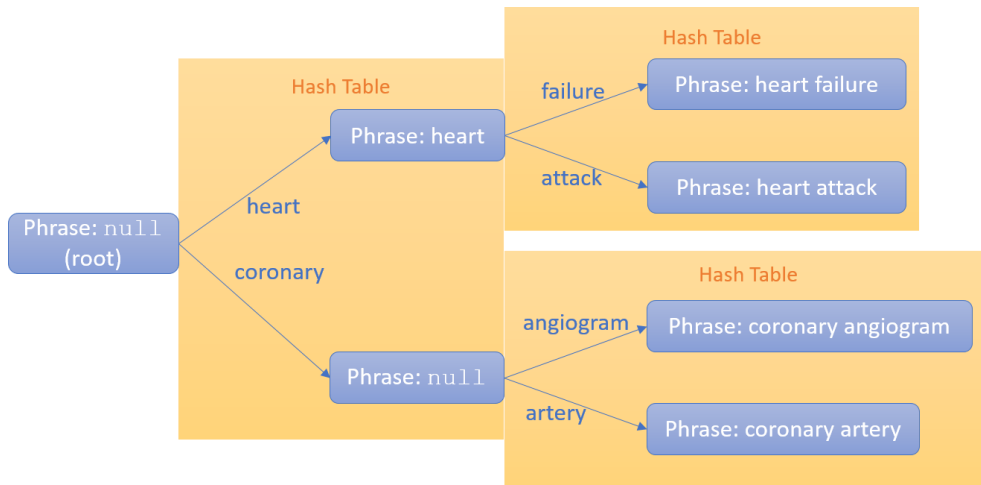 Hash Table
Phrase: heart failure
failure
Hash Table
Phrase: heart
attack
Phrase: heart attack
heart
Phrase: null
(root)
coronary
Hash Table
angiogram
Phrase: coronary angiogram
Phrase: null
artery
Phrase: coronary artery